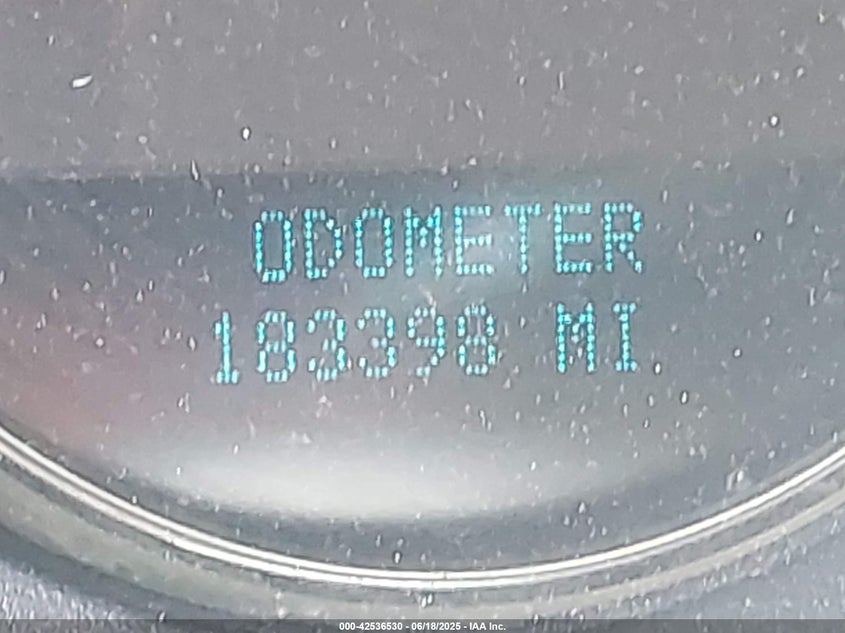 ODOMETER
183398 MI
000-42536530 - 06/18/2025 - IAA Inc.